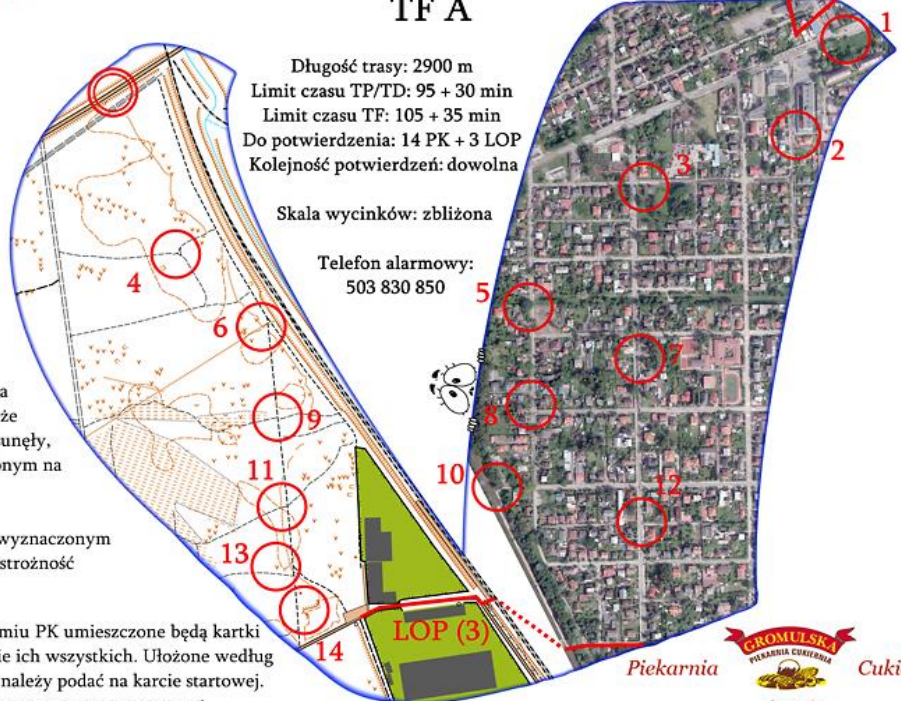 TF A
Długość trasy: 2900 m
Limit czasu TP/TD: 95 + 30 min
Limit czasu TF: 105 + 35 min
Do potwierdzenia: 14 PK + 3 LOP
Kolejność potwierdzeń: dowolna
Skala wycinków: zbliżona
Telefon alarmowy:
503 830 850
1
2
3
4
5
6
7
8
9
10
11
12
13
14
LOP (3)
a
że
unęły,
onym na
wyznaczonym
strożność
miu PK umieszczone będą kartki
ie ich wszystkich. Ułożone według
należy podać na karcie startowej.
Piekarnia
GROMULSKA
PIEKARNIA CUKIERNIA
Cuki